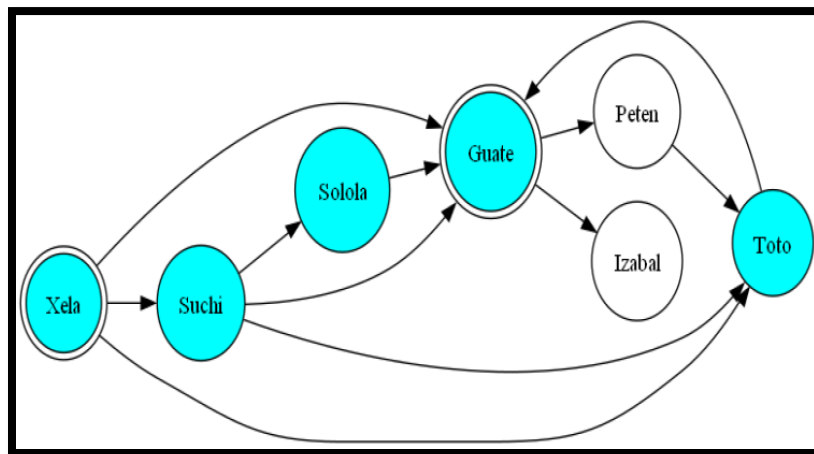 Xela
Suchi
Solola
Guate
Peten
Izabal
Toto